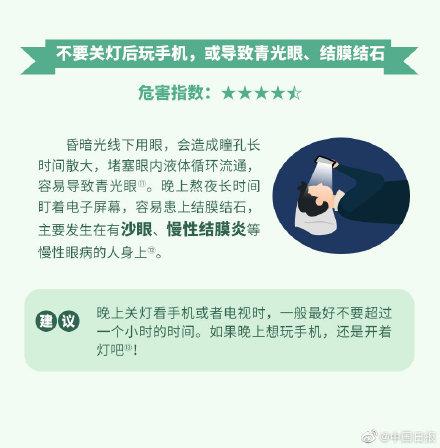 不要关灯后玩手机，或导致青光眼、结膜结石
危害指数：★★★★⯪
昏暗光线下用眼，会造成瞳孔长
时间散大，堵塞眼内液体循环流通，
容易导致青光眼[11]。晚上熬夜长时间
盯着电子屏幕，容易患上结膜结石，
主要发生在有沙眼、慢性结膜炎等
慢性眼病的人身上[12]。
建议
晚上关灯看手机或者电视时，一般最好不要超过
一个小时的时间。如果晚上想玩手机，还是开着
灯吧[13]！
@中国日报